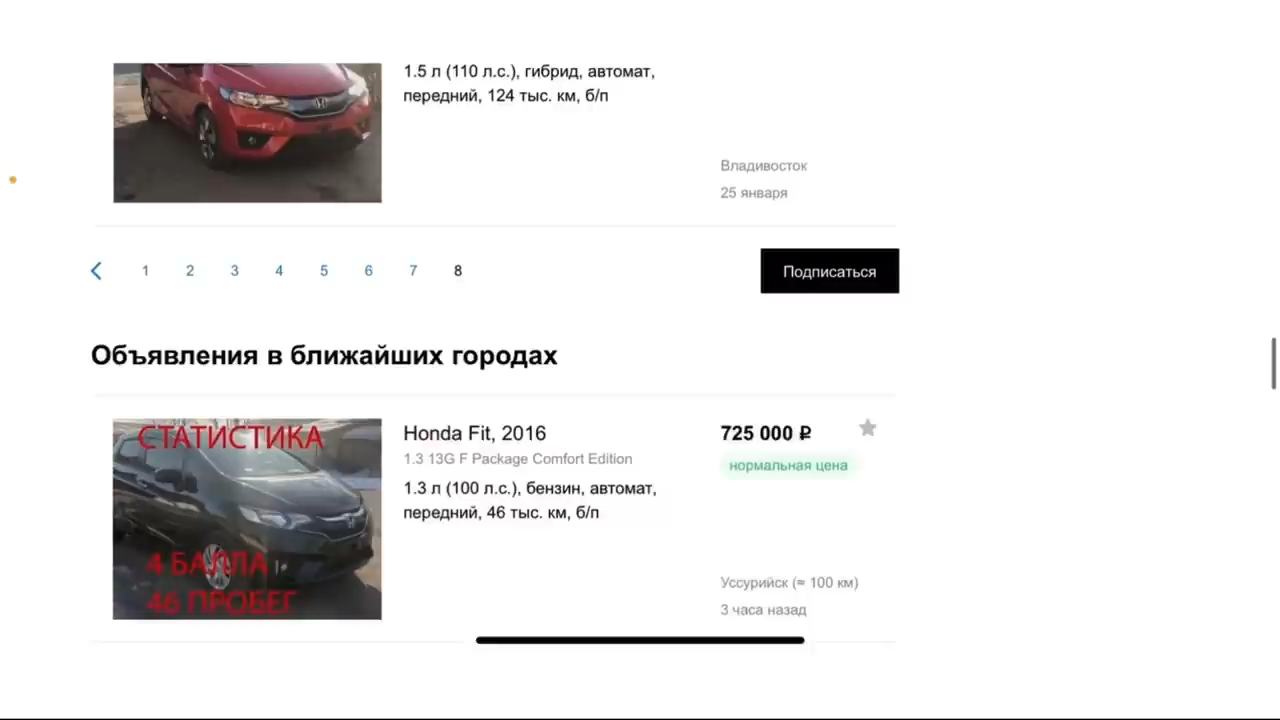 1.5 л (110 л.с.), гибрид, автомат,
передний, 124 тыс. км, б/п
Владивосток
25 января
1 2 3 4 5 6 7 8
Подписаться
Объявления в ближайших городах
СТАТИСТИКА
4 БАЛЛА
46 ПРОБЕГ
Honda Fit, 2016
1.3 13G F Package Comfort Edition
1.3 л (100 л.с.), бензин, автомат,
передний, 46 тыс. км, б/п
725 000 ₽
нормальная цена
Уссурийск (≈ 100 км)
3 часа назад